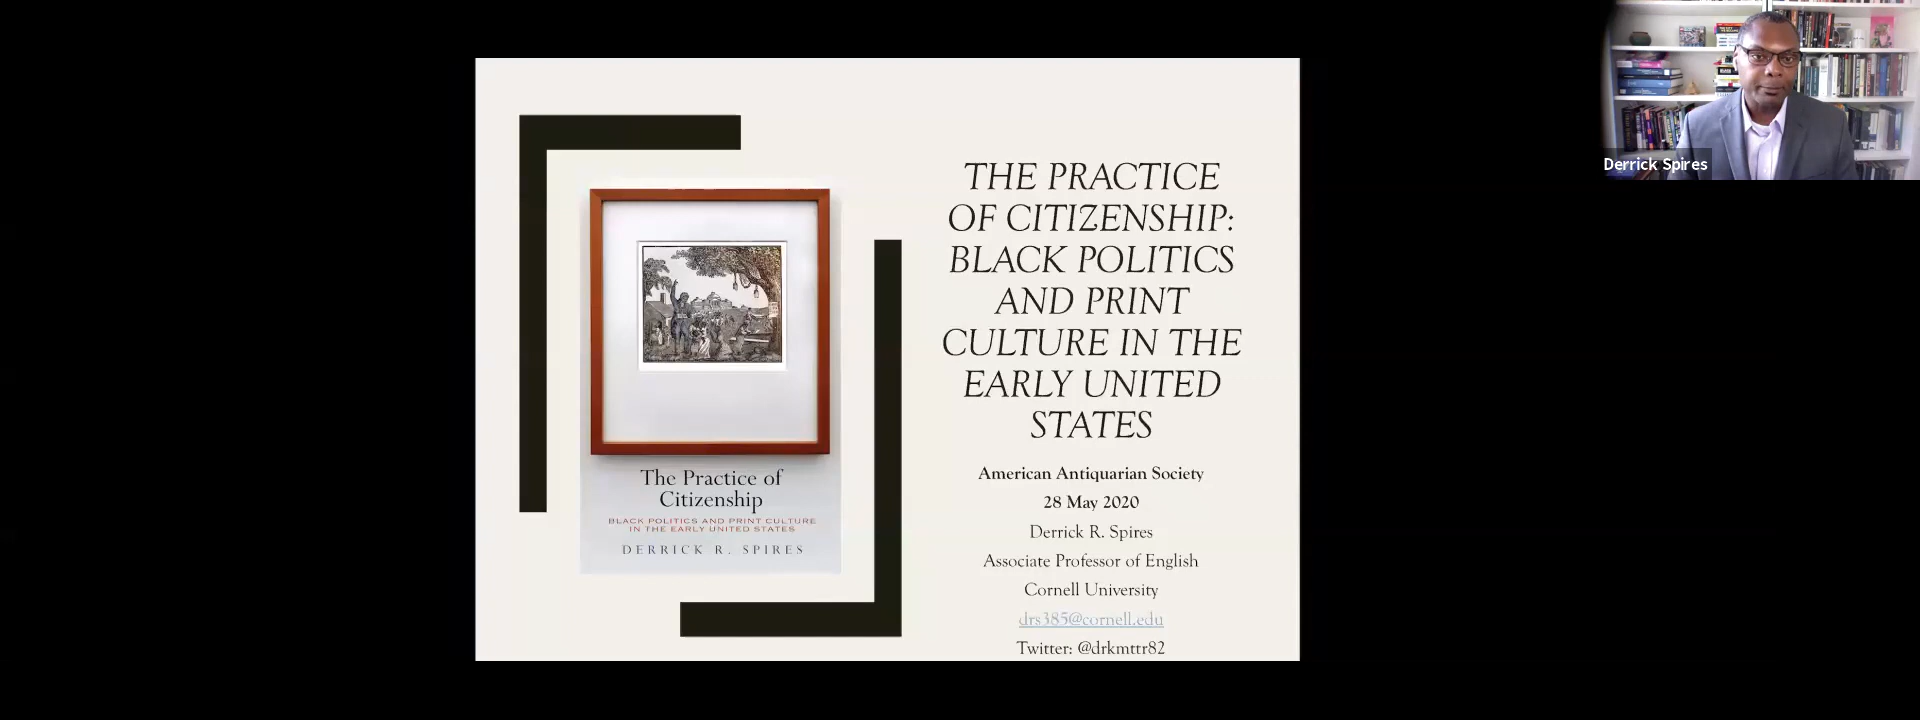 THE PRACTICE
OF CITIZENSHIP:
BLACK POLITICS
AND PRINT
CULTURE IN THE
EARLY UNITED
STATES
American Antiquarian Society
28 May 2020
Derrick R. Spires
Associate Professor of English
Cornell University
drs385@cornell.edu
Twitter: @drkmttr82
The Practice of
Citizenship
BLACK POLITICS AND PRINT CULTURE
IN THE EARLY UNITED STATES
DERRICK R. SPIRES
Derrick Spires